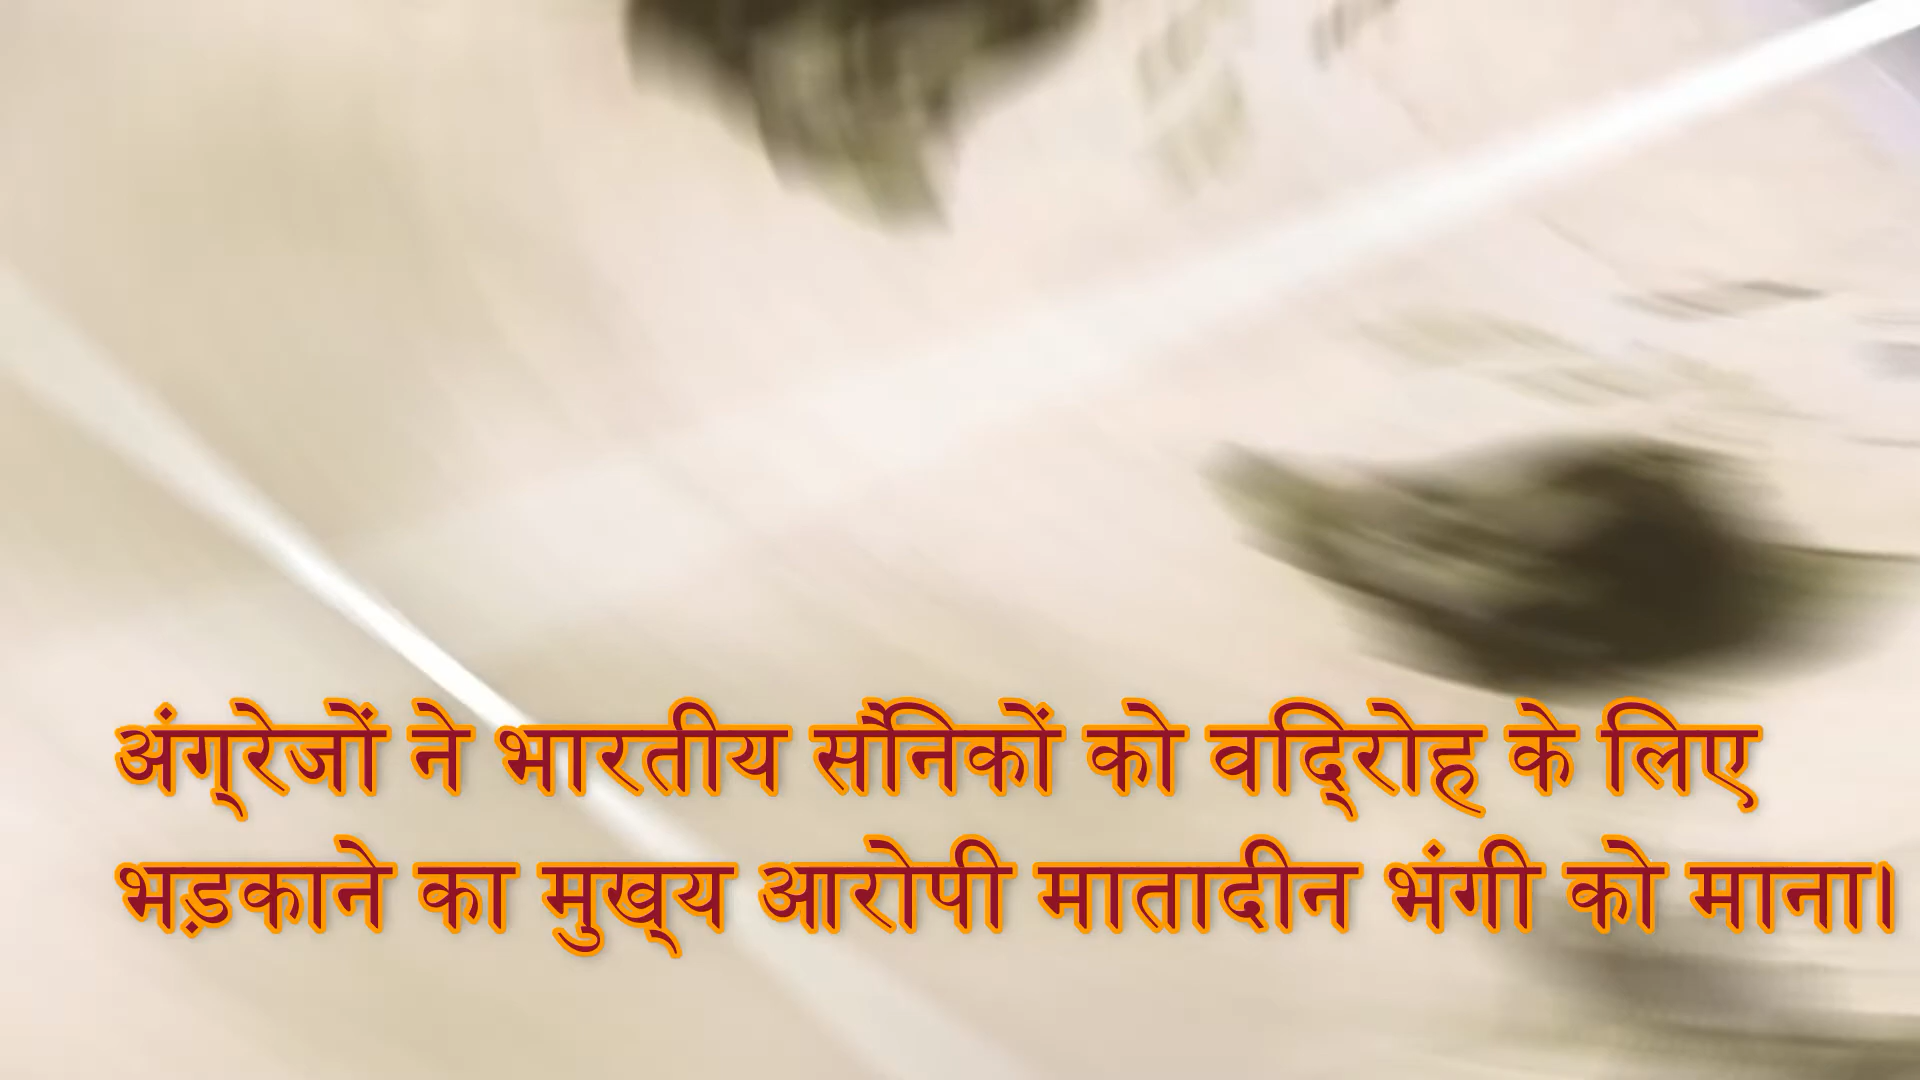 अंग्रेजों ने भारतीय सैनिकों को विद्रोह के लिए
भड़काने का मुख्य आरोपी मातादीन भंगी को माना।